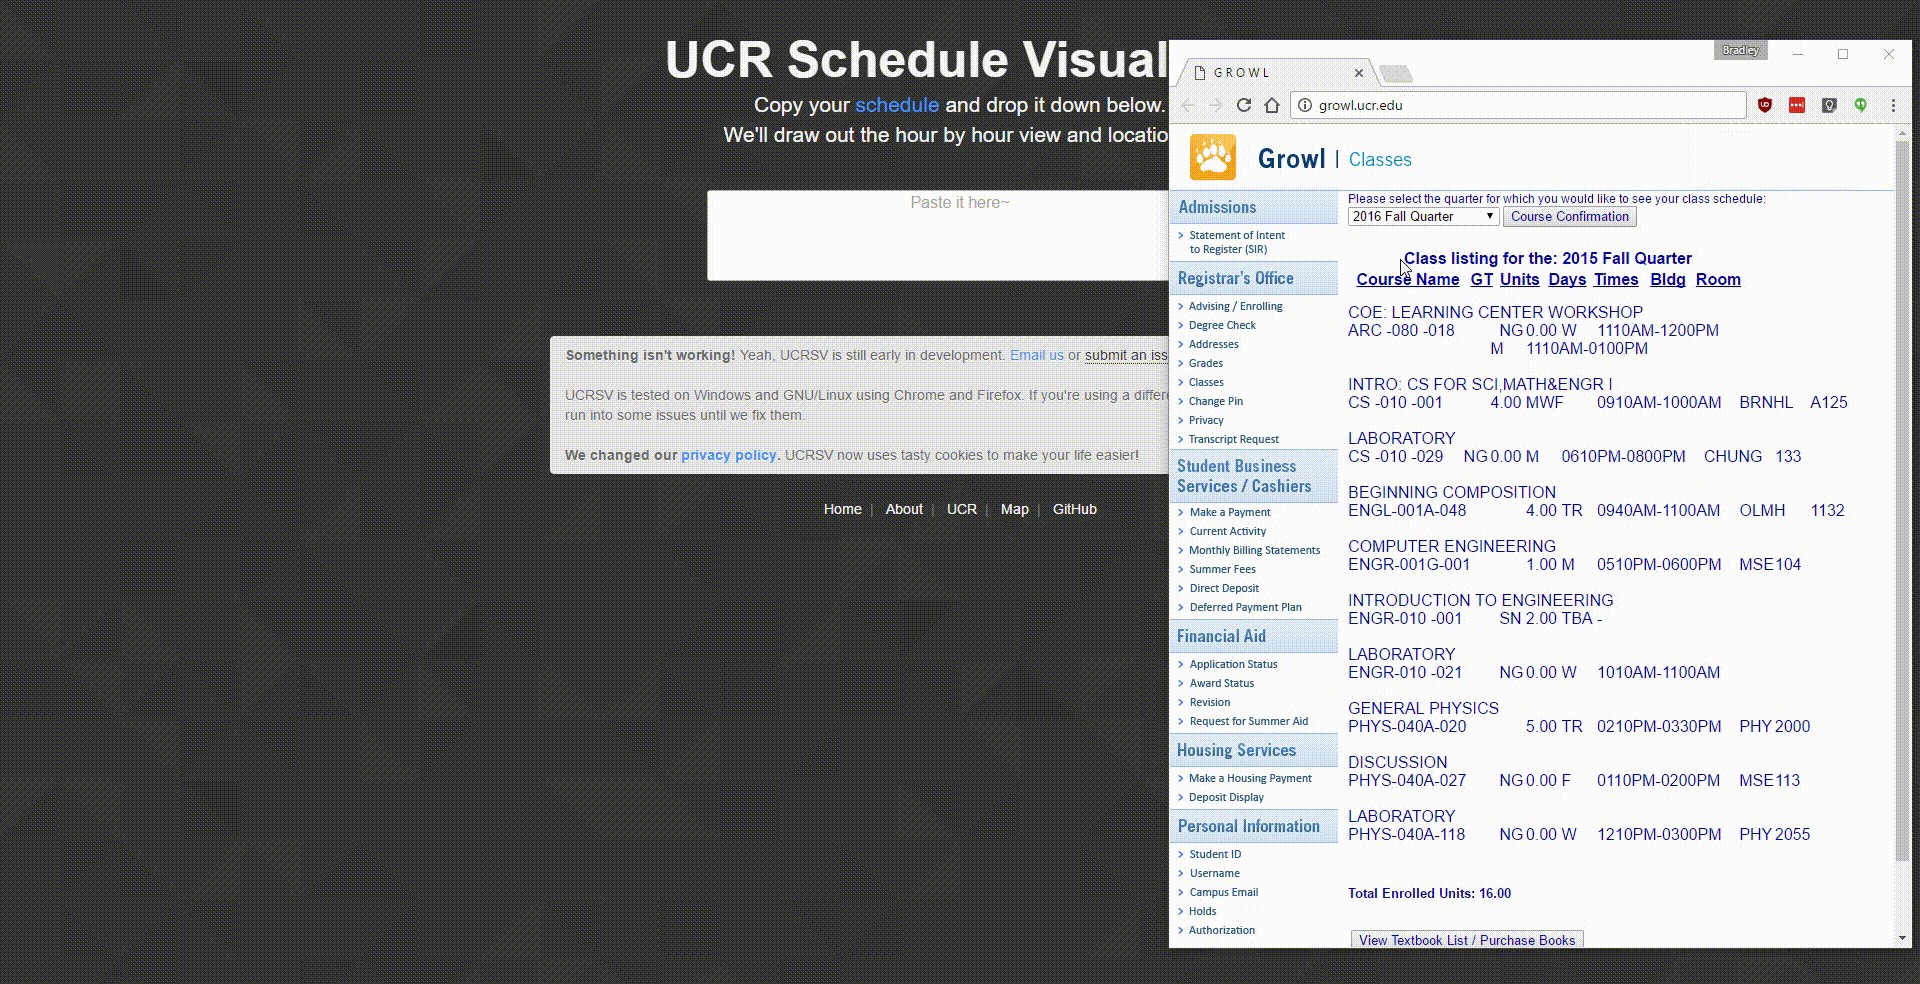 UCR Schedule Visual
Copy your schedule and drop it down below.
We'll draw out the hour by hour view and locatio
Paste it here~
Something isn't working! Yeah, UCRSV is still early in development. Email us or submit an iss
UCRSV is tested on Windows and GNU/Linux using Chrome and Firefox. If you're using a differe
run into some issues until we fix them.
We changed our privacy policy. UCRSV now uses tasty cookies to make your life easier!
Home | About | UCR | Map | GitHub
Bradley
GROWL
growl.ucr.edu
Growl | Classes
Admissions
Statement of Intent
to Register (SIR)
Registrar's Office
Advising / Enrolling
Degree Check
Addresses
Grades
Classes
Change Pin
Privacy
Transcript Request
Student Business
Services / Cashiers
Make a Payment
Current Activity
Monthly Billing Statements
Summer Fees
Direct Deposit
Deferred Payment Plan
Financial Aid
Application Status
Award Status
Revision
Request for Summer Aid
Housing Services
Make a Housing Payment
Deposit Display
Personal Information
Student ID
Username
Campus Email
Holds
Authorization
Please select the quarter for which you would like to see your class schedule:
2016 Fall Quarter Course Confirmation
Class listing for the: 2015 Fall Quarter
Course Name GT Units Days Times Bldg Room
COE: LEARNING CENTER WORKSHOP
ARC -080 -018 NG 0.00 W 1110AM-1200PM
M 1110AM-0100PM
INTRO: CS FOR SCI,MATH&ENGR I
CS -010 -001 4.00 MWF 0910AM-1000AM BRNHL A125
LABORATORY
CS -010 -029 NG 0.00 M 0610PM-0800PM CHUNG 133
BEGINNING COMPOSITION
ENGL-001A-048 4.00 TR 0940AM-1100AM OLMH 1132
COMPUTER ENGINEERING
ENGR-001G-001 1.00 M 0510PM-0600PM MSE 104
INTRODUCTION TO ENGINEERING
ENGR-010 -001 SN 2.00 TBA -
LABORATORY
ENGR-010 -021 NG 0.00 W 1010AM-1100AM
GENERAL PHYSICS
PHYS-040A-020 5.00 TR 0210PM-0330PM PHY 2000
DISCUSSION
PHYS-040A-027 NG 0.00 F 0110PM-0200PM MSE 113
LABORATORY
PHYS-040A-118 NG 0.00 W 1210PM-0300PM PHY 2055
Total Enrolled Units: 16.00
View Textbook List / Purchase Books